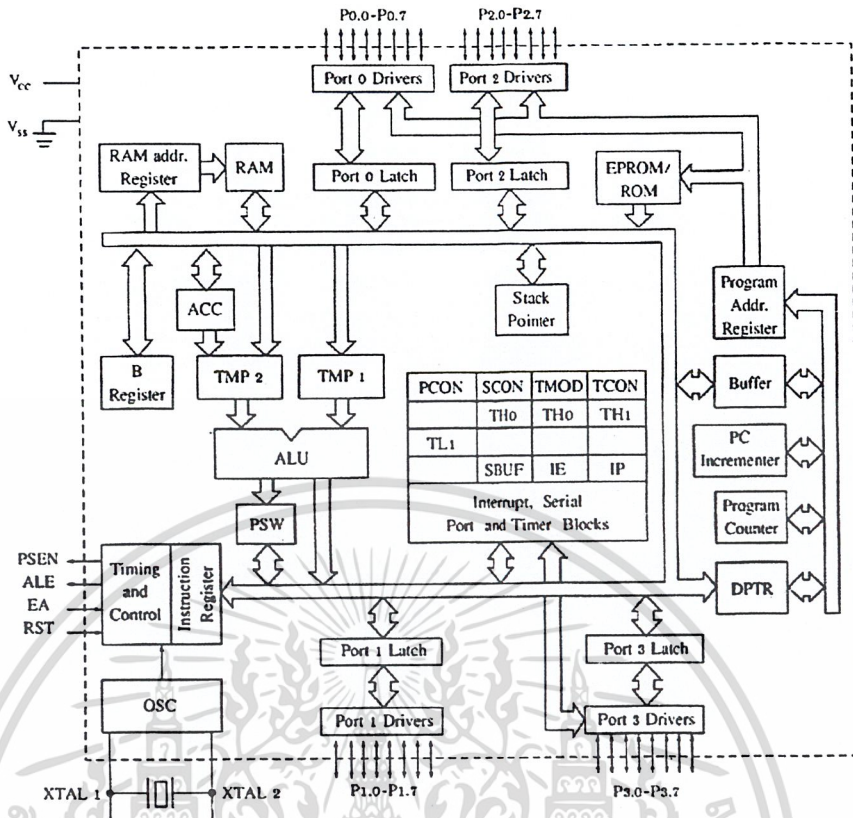 P0.0-P0.7
P2.0-P2.7
Vcc
Port 0 Drivers
Port 2 Drivers
Vss
RAM addr.
Register
RAM
Port 0 Latch
Port 2 Latch
EPROM/
ROM
ACC
Stack
Pointer
Program
Addr.
Register
B
Register
TMP 2
TMP 1
PCON SCON TMOD TCON
TH0 TH0 TH1
TL1
SBUF IE IP
Interrupt, Serial
Port and Timer Blocks
Buffer
PC
Incrementer
ALU
Program
Counter
PSW
PSEN
ALE
EA
RST
Timing
and
Control
Instruction
Register
DPTR
Port 1 Latch
Port 3 Latch
OSC
Port 1 Drivers
Port 3 Drivers
XTAL 1
XTAL 2
P1.0-P1.7
P3.0-P3.7